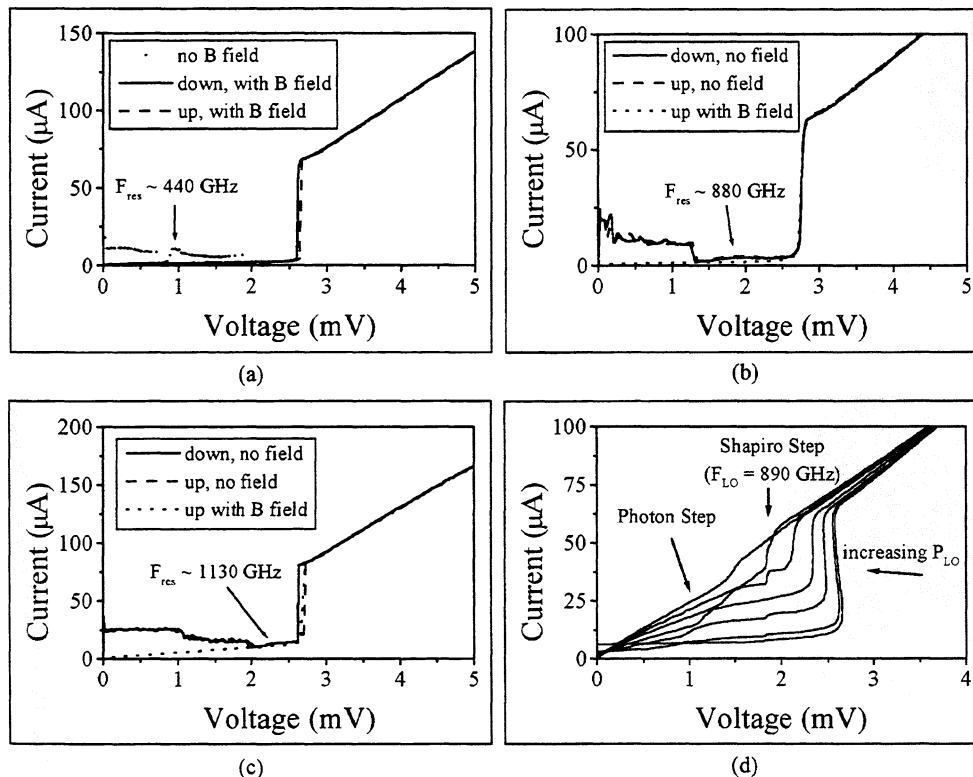 150
100
50
0
Current (μA)
no B field
down, with B field
up, with B field
F_res ~ 440 GHz
0 1 2 3 4 5
Voltage (mV)
(a)
100
50
0
Current (μA)
down, no field
up, no field
up with B field
F_res ~ 880 GHz
0 1 2 3 4 5
Voltage (mV)
(b)
200
150
100
50
0
Current (μA)
down, no field
up, no field
up with B field
F_res ~ 1130 GHz
0 1 2 3 4 5
Voltage (mV)
(c)
100
75
50
25
0
Current (μA)
Shapiro Step
(F_LO = 890 GHz)
Photon Step
increasing P_LO
0 1 2 3 4
Voltage (mV)
(d)